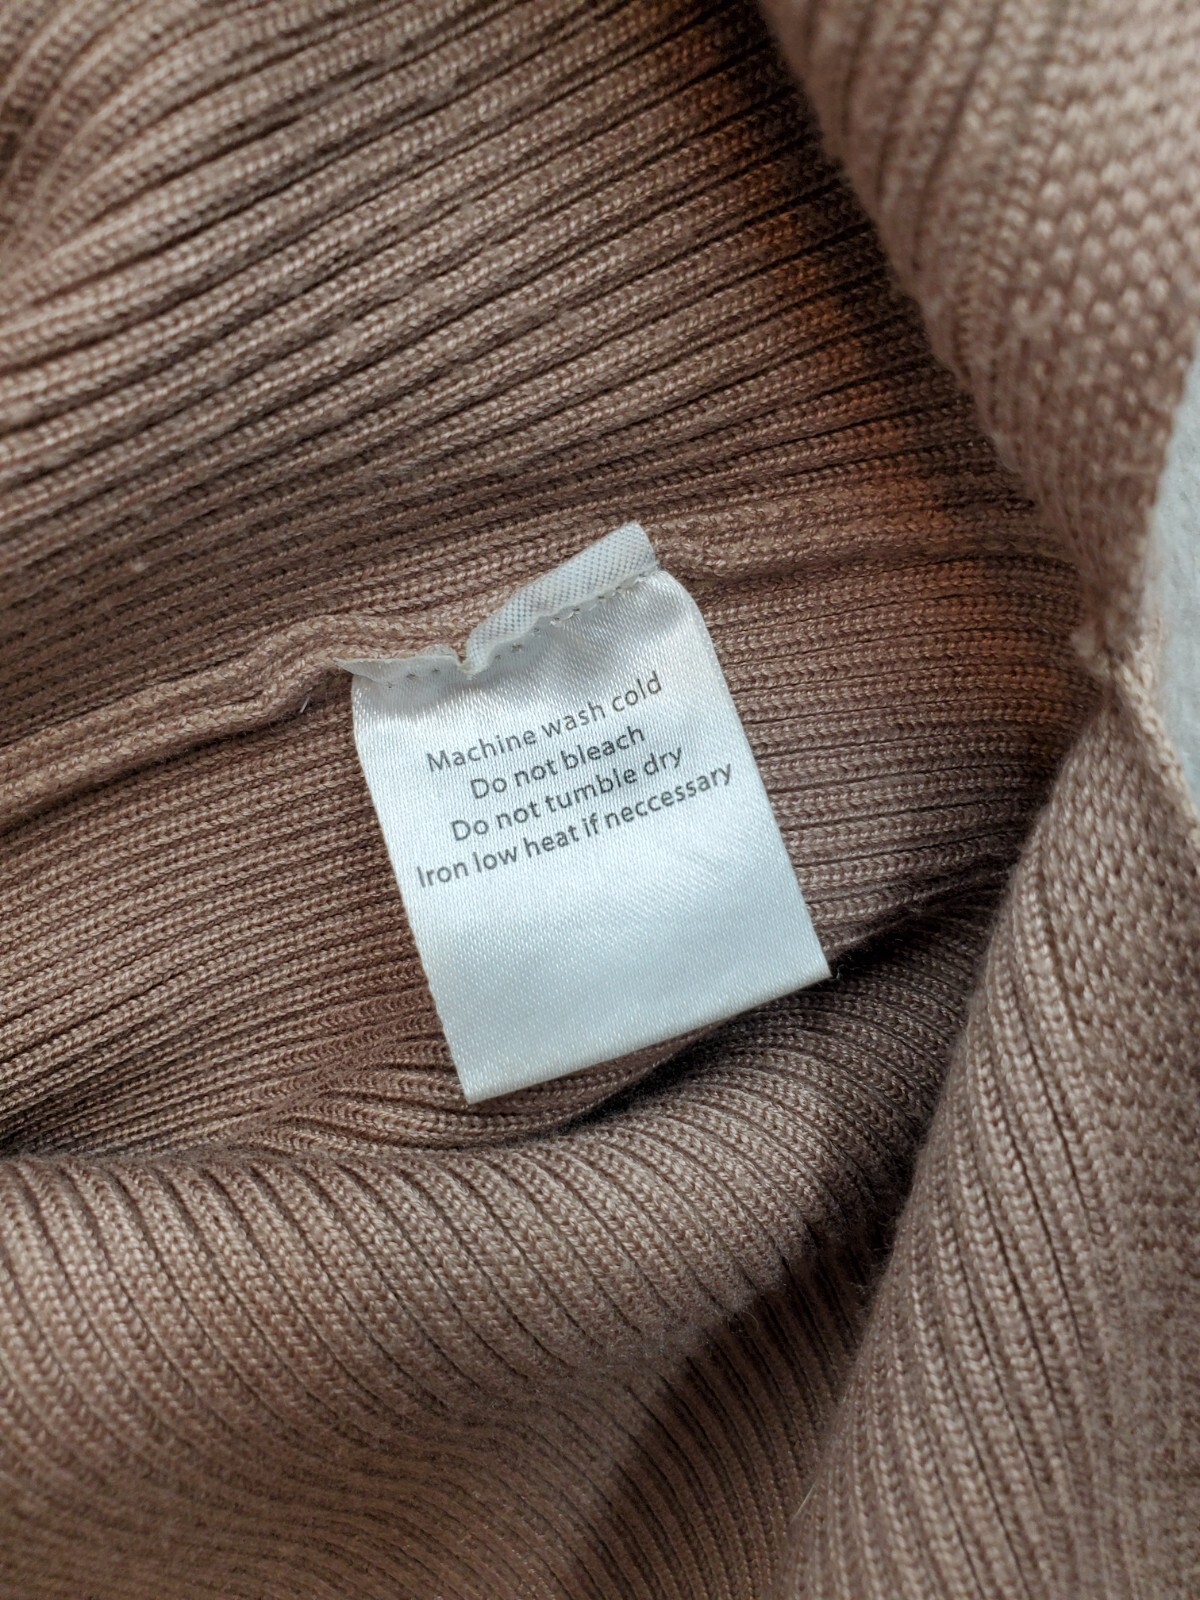 Machine wash cold
Do not bleach
Do not tumble dry
Iron low heat if neccessary